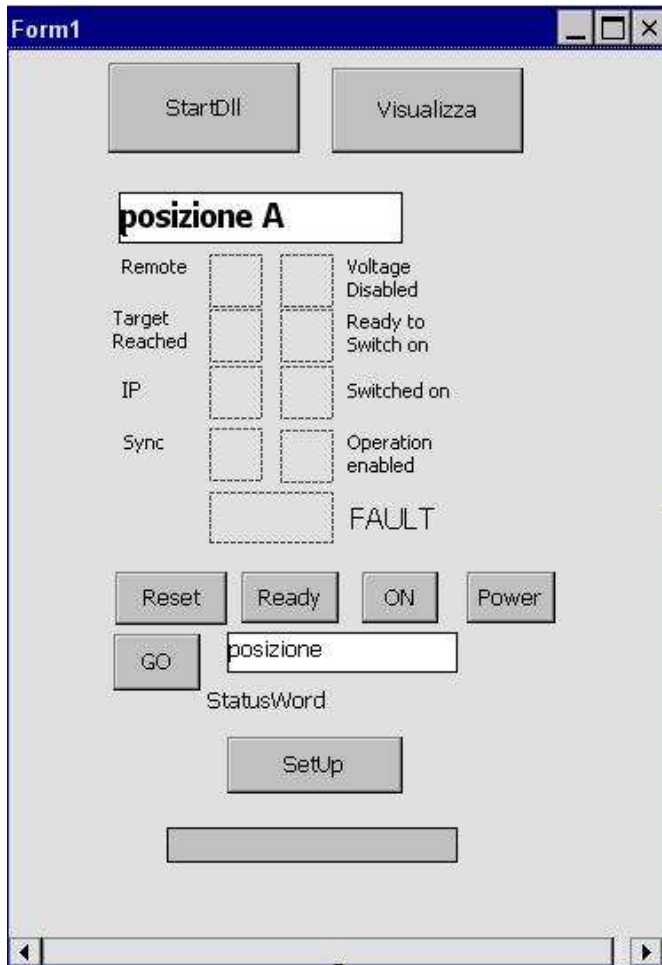 Form1
StartDll
Visualizza
posizione A
Remote
Voltage
Disabled
Target
Reached
Ready to
Switch on
IP
Switched on
Sync
Operation
enabled
FAULT
Reset
Ready
ON
Power
GO
posizione
StatusWord
SetUp